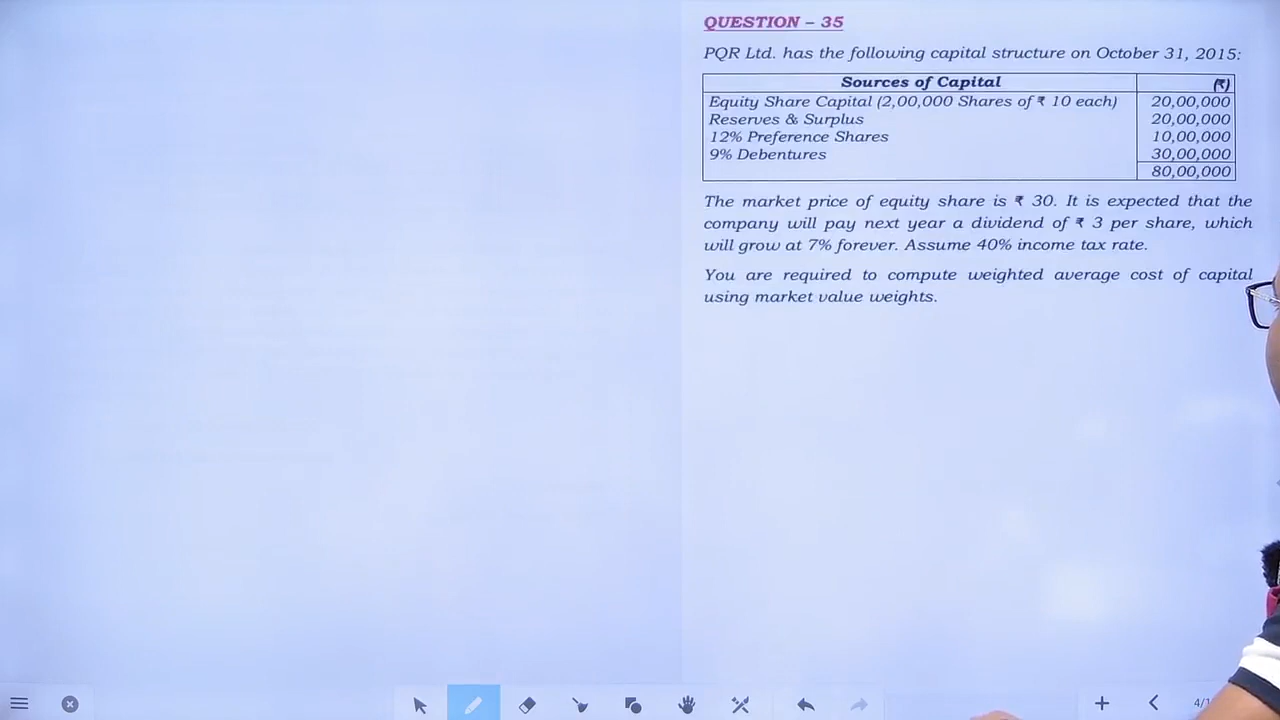 QUESTION – 35
PQR Ltd. has the following capital structure on October 31, 2015:
Sources of Capital (₹)
Equity Share Capital (2,00,000 Shares of ₹ 10 each) 20,00,000
Reserves & Surplus 20,00,000
12% Preference Shares 10,00,000
9% Debentures 30,00,000
80,00,000
The market price of equity share is ₹ 30. It is expected that the
company will pay next year a dividend of ₹ 3 per share, which
will grow at 7% forever. Assume 40% income tax rate.
You are required to compute weighted average cost of capital
using market value weights.